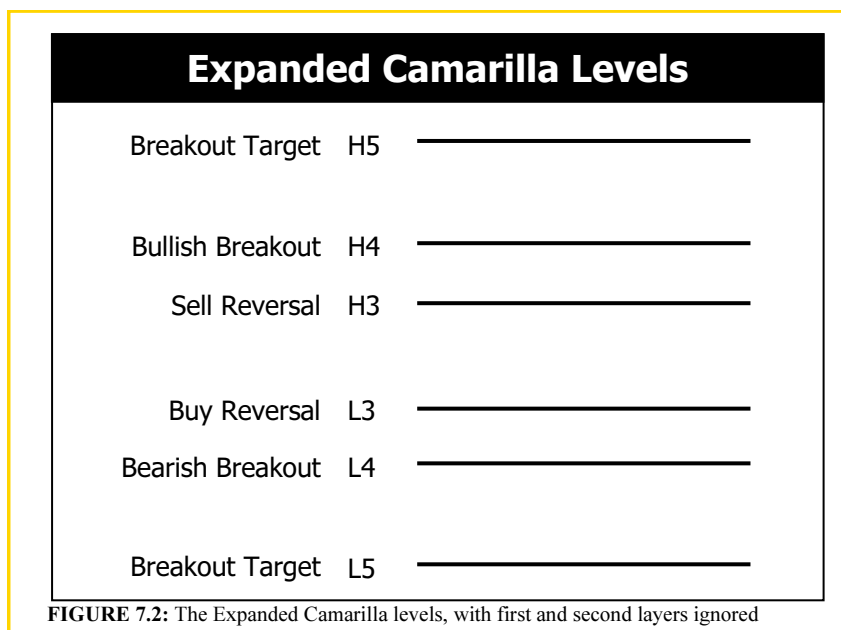 Expanded Camarilla Levels
Breakout Target H5
Bullish Breakout H4
Sell Reversal H3
Buy Reversal L3
Bearish Breakout L4
Breakout Target L5
FIGURE 7.2: The Expanded Camarilla levels, with first and second layers ignored